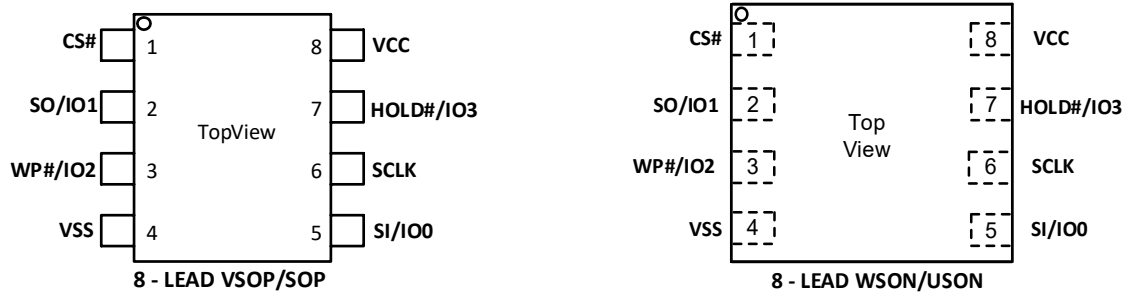 CS# 1 8 VCC
SO/IO1 2 7 HOLD#/IO3
TopView
WP#/IO2 3 6 SCLK
VSS 4 5 SI/IO0
8 - LEAD VSOP/SOP
CS# 1 8 VCC
SO/IO1 2 7 HOLD#/IO3
Top
View
WP#/IO2 3 6 SCLK
VSS 4 5 SI/IO0
8 - LEAD WSON/USON